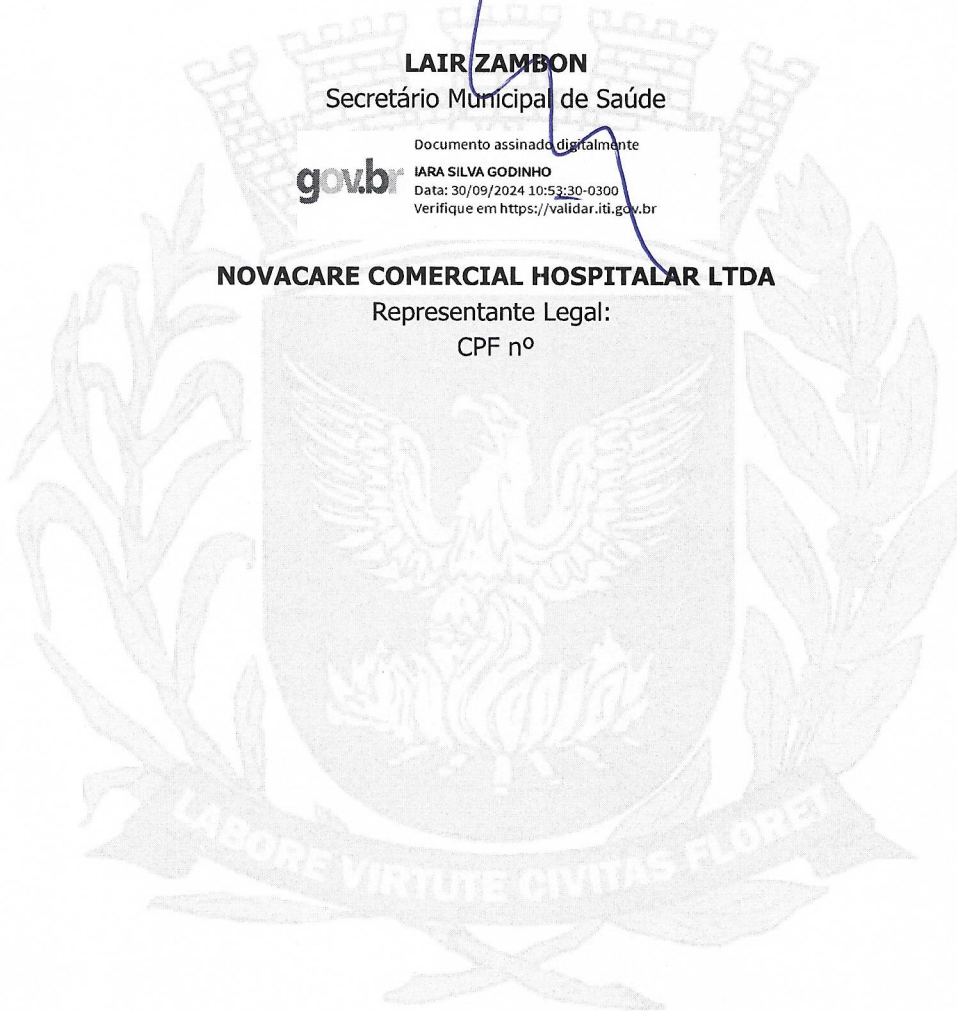 LAIR ZAMBON
Secretário Municipal de Saúde
Documento assinado digitalmente
gov.br
IARA SILVA GODINHO
Data: 30/09/2024 10:53:30-0300
Verifique em https://validar.iti.gov.br
NOVACARE COMERCIAL HOSPITALAR LTDA
Representante Legal:
CPF nº
LABORE VIRTUTE CIVITAS FLORET